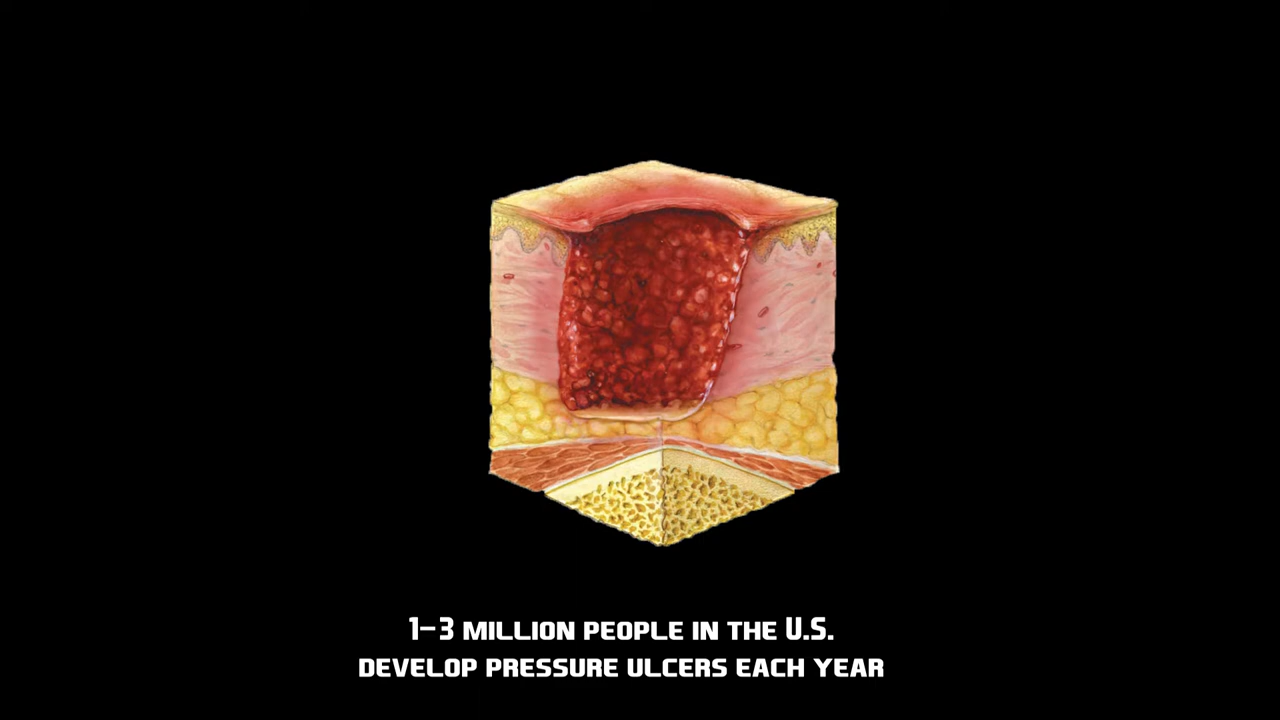 1-3 MILLION PEOPLE IN THE U.S.
DEVELOP PRESSURE ULCERS EACH YEAR